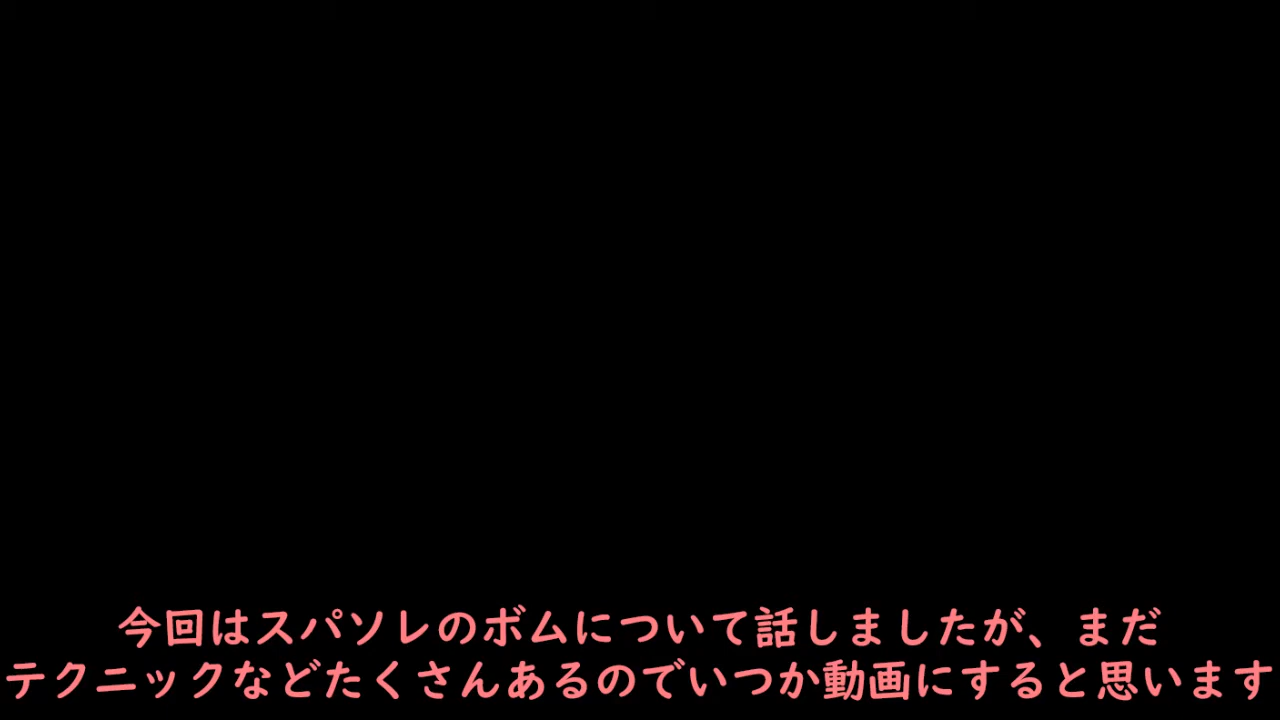 今回はスパソレのボムについて話しましたが、まだ
テクニックなどたくさんあるのでいつか動画にすると思います